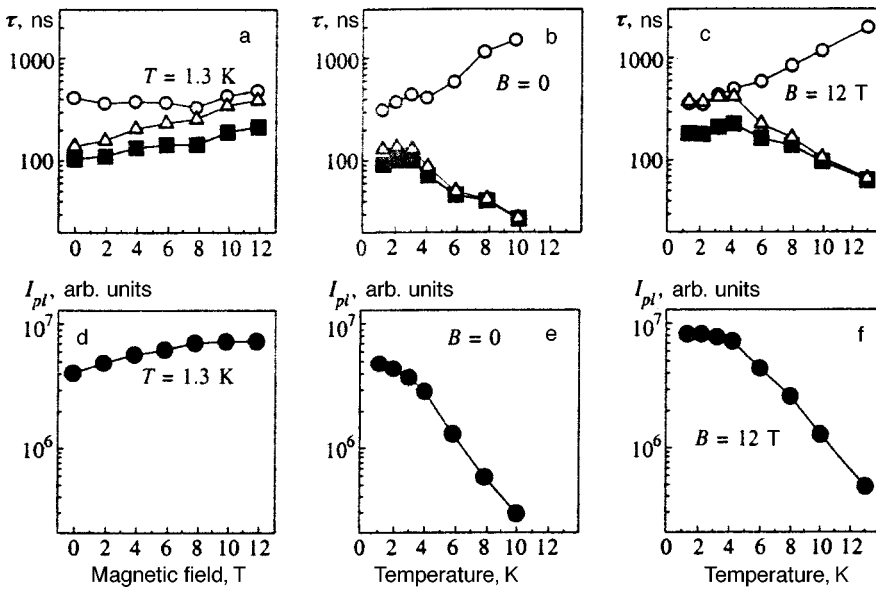 τ, ns
a
1000
T = 1.3 K
100
0 2 4 6 8 10 12
τ, ns
b
1000
B = 0
100
0 2 4 6 8 10 12
τ, ns
c
1000
B = 12 T
100
0 2 4 6 8 10 12
I_pl, arb. units
d
10^7
T = 1.3 K
10^6
0 2 4 6 8 10 12
Magnetic field, T
I_pl, arb. units
e
10^7
B = 0
10^6
0 2 4 6 8 10 12
Temperature, K
I_pl, arb. units
f
10^7
B = 12 T
10^6
0 2 4 6 8 10 12
Temperature, K